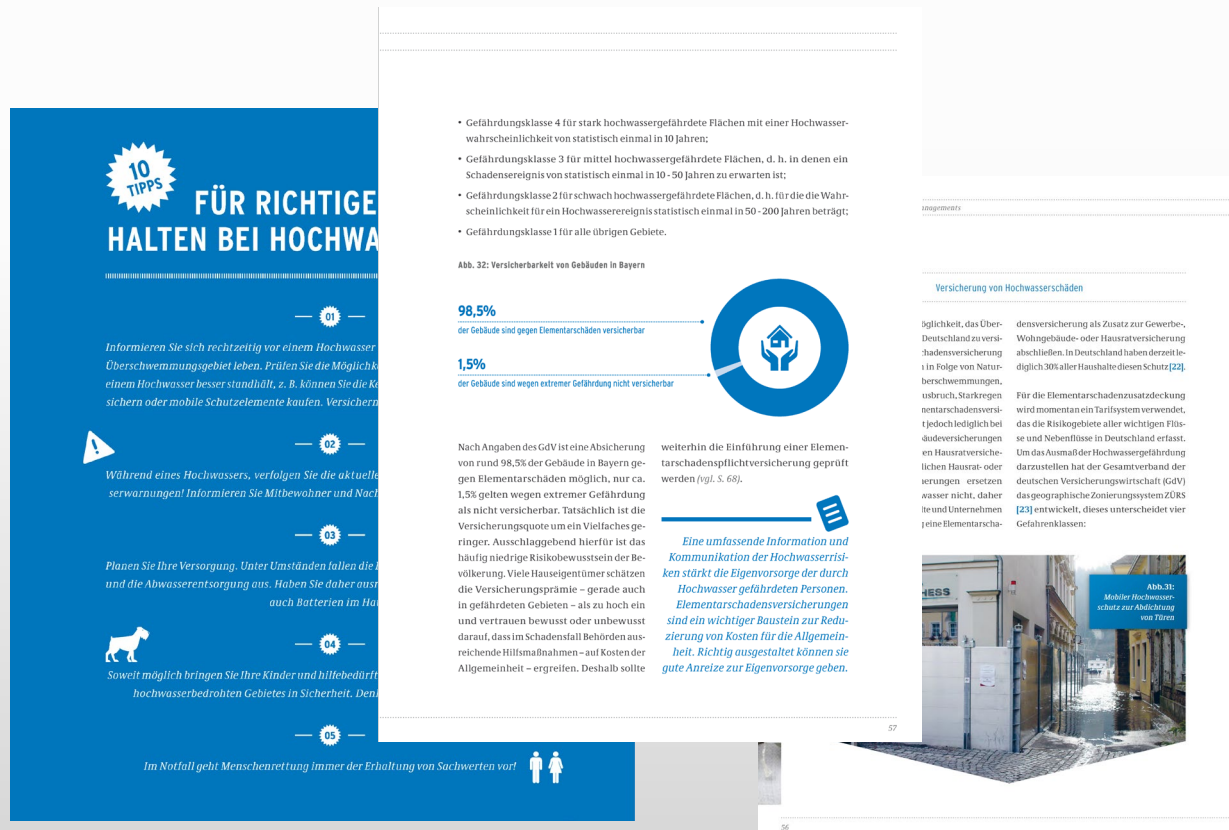 10
TIPPS
FÜR RICHTIGE
HALTEN BEI HOCHWA
01
Informieren Sie sich rechtzeitig vor einem Hochwasser
Überschwemmungsgebiet leben. Prüfen Sie die Möglichk
einem Hochwasser besser standhält, z. B. können Sie die Ke
sichern oder mobile Schutzelemente kaufen. Versichern
02
Während eines Hochwassers, verfolgen Sie die aktuelle
serwarnungen! Informieren Sie Mitbewohner und Nach
03
Planen Sie Ihre Versorgung. Unter Umständen fallen die
und die Abwasserentsorgung aus. Haben Sie daher ausr
auch Batterien im Hau
04
Soweit möglich bringen Sie Ihre Kinder und hilfebedürft
hochwasserbedrohten Gebietes in Sicherheit. Denk
05
Im Notfall geht Menschenrettung immer der Erhaltung von Sachwerten vor!
• Gefährdungsklasse 4 für stark hochwassergefährdete Flächen mit einer Hochwasser-
wahrscheinlichkeit von statistisch einmal in 10 Jahren;
• Gefährdungsklasse 3 für mittel hochwassergefährdete Flächen, d. h. in denen ein
Schadensereignis von statistisch einmal in 10 - 50 Jahren zu erwarten ist;
• Gefährdungsklasse 2 für schwach hochwassergefährdete Flächen, d. h. für die die Wahr-
scheinlichkeit für ein Hochwasserereignis statistisch einmal in 50 - 200 Jahren beträgt;
• Gefährdungsklasse 1 für alle übrigen Gebiete.
Abb. 32: Versicherbarkeit von Gebäuden in Bayern
98,5%
der Gebäude sind gegen Elementarschäden versicherbar
1,5%
der Gebäude sind wegen extremer Gefährdung nicht versicherbar
Nach Angaben des GdV ist eine Absicherung
von rund 98,5% der Gebäude in Bayern ge-
gen Elementarschäden möglich, nur ca.
1,5% gelten wegen extremer Gefährdung
als nicht versicherbar. Tatsächlich ist die
Versicherungsquote um ein Vielfaches ge-
ringer. Ausschlaggebend hierfür ist das
häufig niedrige Risikobewusstsein der Be-
völkerung. Viele Hauseigentümer schätzen
die Versicherungsprämie – gerade auch
in gefährdeten Gebieten – als zu hoch ein
und vertrauen bewusst oder unbewusst
darauf, dass im Schadensfall Behörden aus-
reichende Hilfsmaßnahmen – auf Kosten der
Allgemeinheit – ergreifen. Deshalb sollte
weiterhin die Einführung einer Elemen-
tarschadenspflichtversicherung geprüft
werden (vgl. S. 68).
Eine umfassende Information und
Kommunikation der Hochwasserrisi-
ken stärkt die Eigenvorsorge der durch
Hochwasser gefährdeten Personen.
Elementarschadensversicherungen
sind ein wichtiger Baustein zur Redu-
zierung von Kosten für die Allgemein-
heit. Richtig ausgestaltet können sie
gute Anreize zur Eigenvorsorge geben.
57
nagements
Versicherung von Hochwasserschäden
öglichkeit, das Über-
Deutschland zu versi-
chadensversicherung
in Folge von Natur-
berschwemmungen,
usbruch, Starkregen
nentarschadensversi-
t jedoch lediglich bei
äudeversicherungen
en Hausratversiche-
lichen Hausrat- oder
erungen ersetzen
wasser nicht, daher
lte und Unternehmen
eine Elementarscha-
densversicherung als Zusatz zur Gewerbe-,
Wohngebäude- oder Hausratversicherung
abschließen. In Deutschland haben derzeit le-
diglich 30% aller Haushalte diesen Schutz [22].
Für die Elementarschadenzusatzdeckung
wird momentan ein Tarifsystem verwendet,
das die Risikogebiete aller wichtigen Flüs-
se und Nebenflüsse in Deutschland erfasst.
Um das Ausmaß der Hochwassergefährdung
darzustellen hat der Gesamtverband der
deutschen Versicherungswirtschaft (GdV)
das geographische Zonierungssystem ZÜRS
[23] entwickelt, dieses unterscheidet vier
Gefahrenklassen:
HESS
Abb.31:
Mobiler Hochwasser-
schutz zur Abdichtung
von Türen
56